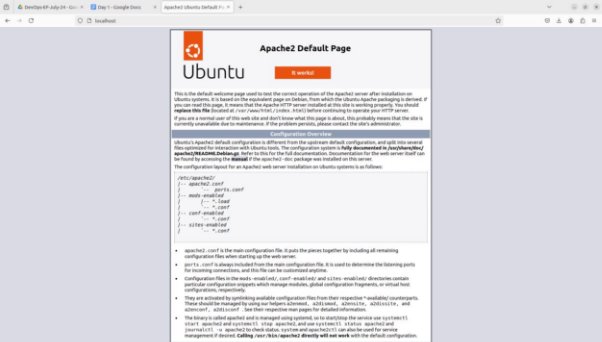 DevOps-EP-July-24 - Go
Day 1 - Google Docs
Apache2 Ubuntu Default P
localhost
Apache2 Default Page
Ubuntu
It works!
This is the default welcome page used to test the correct operation of the Apache2 server after installation on
Ubuntu systems. It is based on the equivalent page on Debian, from which the Ubuntu Apache packaging is derived. If
you can read this page, it means that the Apache HTTP server installed at this site is working properly. You should
replace this file (located at /var/www/html/index.html) before continuing to operate your HTTP server.
If you are a normal user of this web site and don't know what this page is about, this probably means that the site is
currently unavailable due to maintenance. If the problem persists, please contact the site's administrator.
Configuration Overview
Ubuntu's Apache2 default configuration is different from the upstream default configuration, and split into several
files optimized for interaction with Ubuntu tools. The configuration system is fully documented in /usr/share/doc/
apache2/README.Debian.gz. Refer to this for the full documentation. Documentation for the web server itself can
be found by accessing the manual if the apache2-doc package was installed on this server.
The configuration layout for an Apache2 web server installation on Ubuntu systems is as follows:
/etc/apache2/
|-- apache2.conf
|       `-- ports.conf
|-- mods-enabled
|       |-- *.load
|       `-- *.conf
|-- conf-enabled
|       `-- *.conf
|-- sites-enabled
|       `-- *.conf
• apache2.conf is the main configuration file. It puts the pieces together by including all remaining
configuration files when starting up the web server.
• ports.conf is always included from the main configuration file. It is used to determine the listening ports
for incoming connections, and this file can be customized anytime.
• Configuration files in the mods-enabled/, conf-enabled/ and sites-enabled/ directories contain
particular configuration snippets which manage modules, global configuration fragments, or virtual host
configurations, respectively.
• They are activated by symlinking available configuration files from their respective *-available/ counterparts.
These should be managed by using our helpers a2enmod, a2dismod, a2ensite, a2dissite, and
a2enconf, a2disconf . See their respective man pages for detailed information.
• The binary is called apache2 and is managed using systemd, so to start/stop the service use systemctl
start apache2 and systemctl stop apache2, and use systemctl status apache2 and
journalctl -u apache2 to check status. system and apache2ctl can also be used for service
management if desired. Calling /usr/bin/apache2 directly will not work with the default configuration.